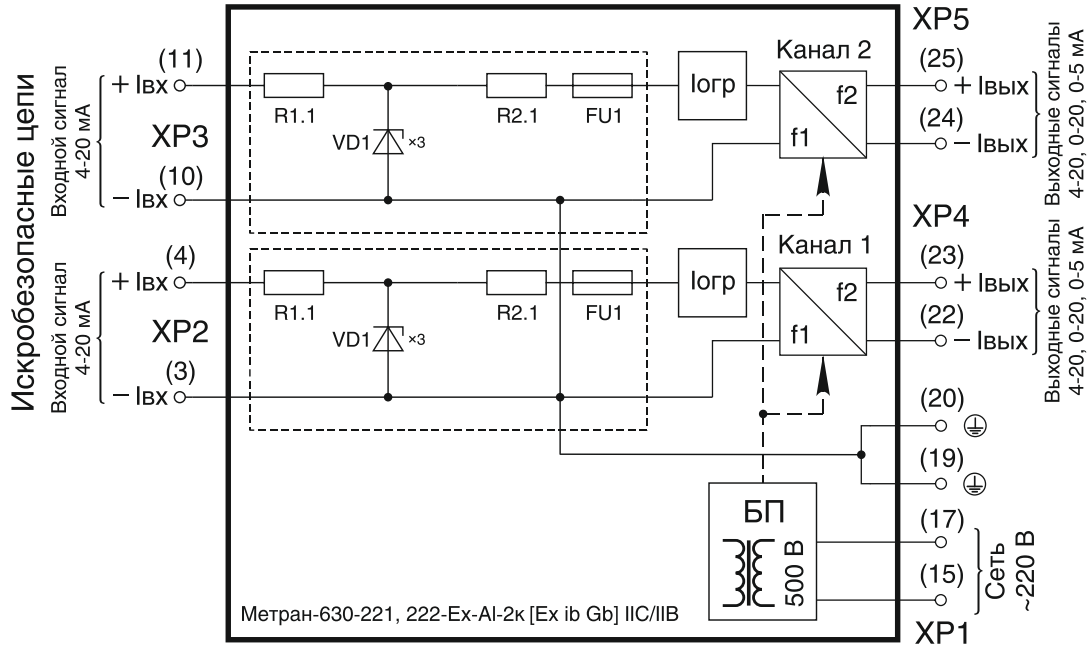 Искробезопасные цепи
Входной сигнал
4-20 мА
(11)
+ Iвх
XP3
(10)
− Iвх
R1.1
VD1
×3
R2.1
FU1
Iогр
Канал 2
f2
f1
XP5
(25)
+ Iвых
(24)
− Iвых
Выходные сигналы
4-20, 0-20, 0-5 мА
Входной сигнал
4-20 мА
(4)
+ Iвх
XP2
(3)
− Iвх
R1.1
VD1
×3
R2.1
FU1
Iогр
Канал 1
f2
f1
XP4
(23)
+ Iвых
(22)
− Iвых
Выходные сигналы
4-20, 0-20, 0-5 мА
(20)
(19)
БП
500 В
(17)
(15)
Сеть
~220 В
XP1
Метран-630-221, 222-Ex-AI-2к [Ex ib Gb] IIC/IIB